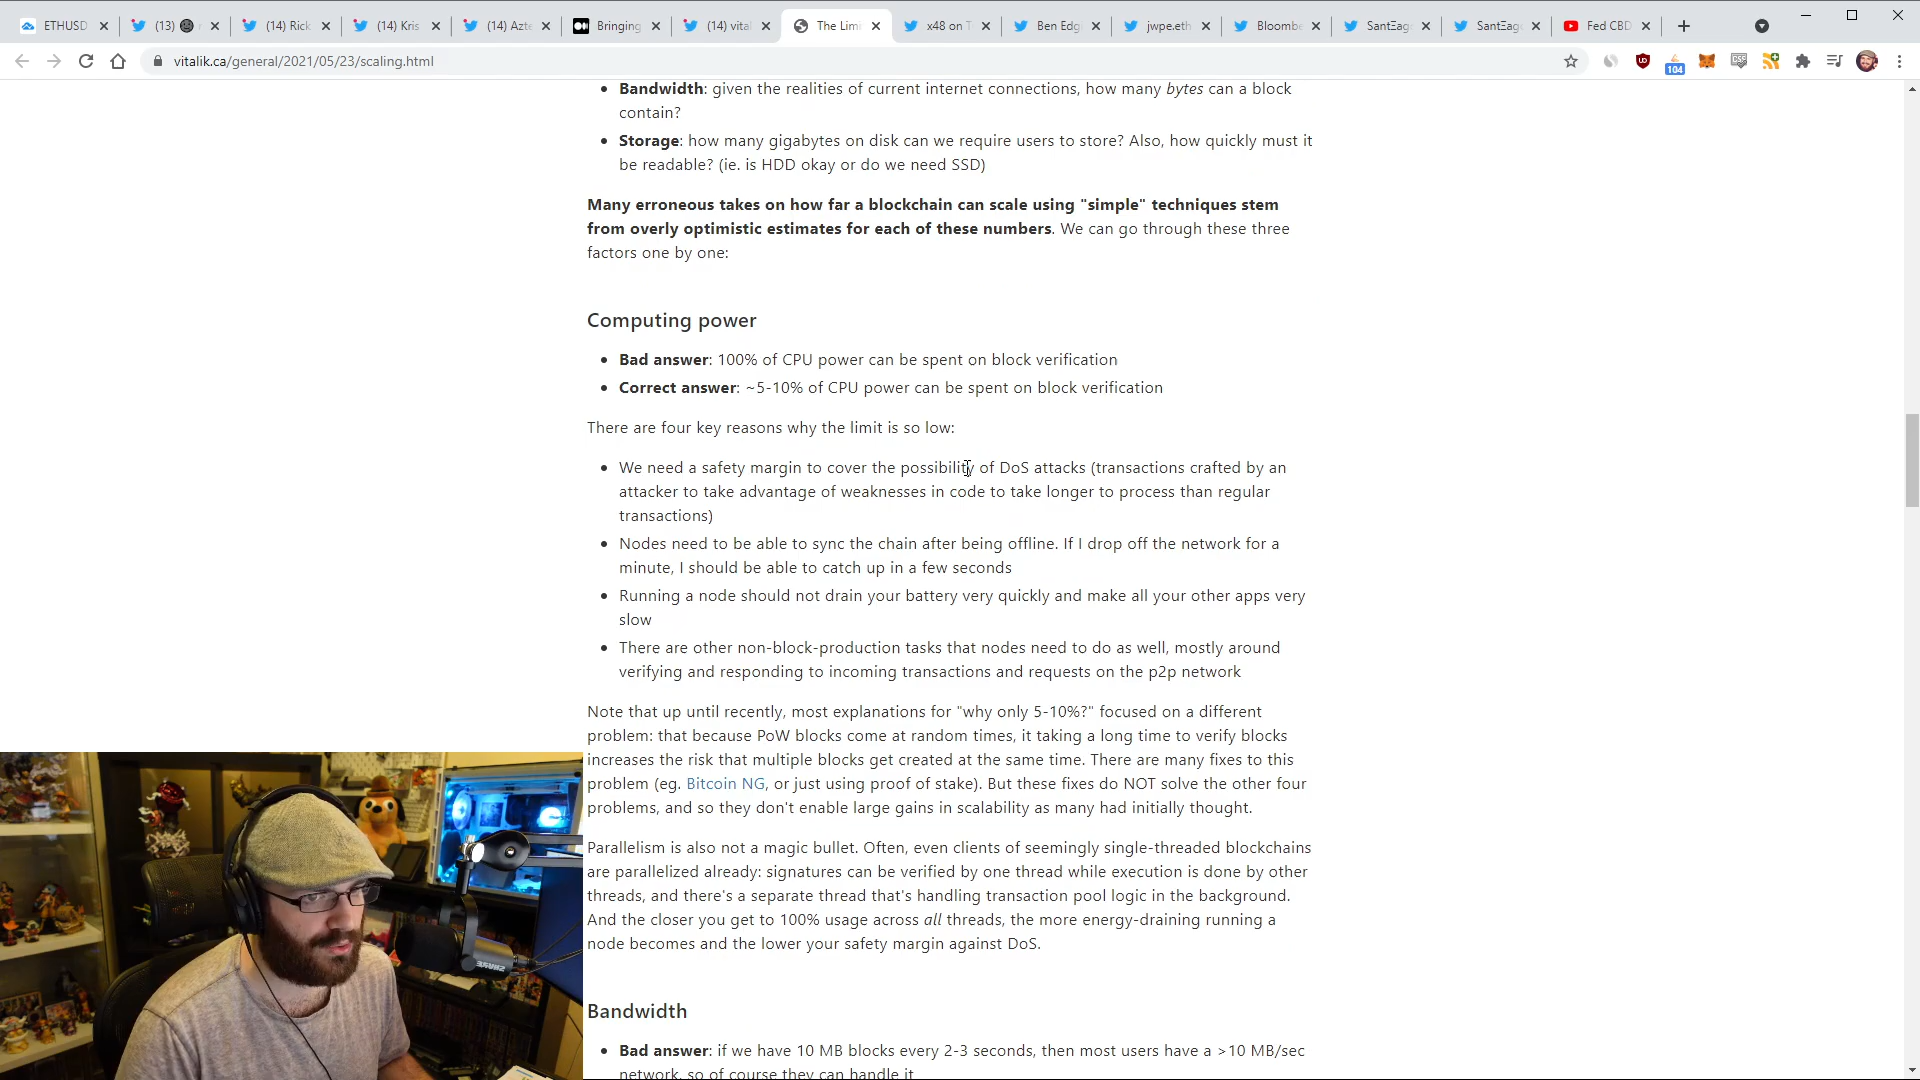 ETHUSD
(13)
(14) Rick
(14) Kris
(14) Azte
Bringing
(14) vital
The Limi
x48 on T
Ben Edg
jwpe.eth
Bloombe
SantΞag
SantΞag
Fed CBD
vitalik.ca/general/2021/05/23/scaling.html
104
Bandwidth: given the realities of current internet connections, how many bytes can a block
contain?
Storage: how many gigabytes on disk can we require users to store? Also, how quickly must it
be readable? (ie. is HDD okay or do we need SSD)
Many erroneous takes on how far a blockchain can scale using "simple" techniques stem
from overly optimistic estimates for each of these numbers. We can go through these three
factors one by one:
Computing power
Bad answer: 100% of CPU power can be spent on block verification
Correct answer: ~5-10% of CPU power can be spent on block verification
There are four key reasons why the limit is so low:
We need a safety margin to cover the possibility of DoS attacks (transactions crafted by an
attacker to take advantage of weaknesses in code to take longer to process than regular
transactions)
Nodes need to be able to sync the chain after being offline. If I drop off the network for a
minute, I should be able to catch up in a few seconds
Running a node should not drain your battery very quickly and make all your other apps very
slow
There are other non-block-production tasks that nodes need to do as well, mostly around
verifying and responding to incoming transactions and requests on the p2p network
Note that up until recently, most explanations for "why only 5-10%?" focused on a different
problem: that because PoW blocks come at random times, it taking a long time to verify blocks
increases the risk that multiple blocks get created at the same time. There are many fixes to this
problem (eg. Bitcoin NG, or just using proof of stake). But these fixes do NOT solve the other four
problems, and so they don't enable large gains in scalability as many had initially thought.
Parallelism is also not a magic bullet. Often, even clients of seemingly single-threaded blockchains
are parallelized already: signatures can be verified by one thread while execution is done by other
threads, and there's a separate thread that's handling transaction pool logic in the background.
And the closer you get to 100% usage across all threads, the more energy-draining running a
node becomes and the lower your safety margin against DoS.
SHURE
Bandwidth
Bad answer: if we have 10 MB blocks every 2-3 seconds, then most users have a >10 MB/sec
network, so of course they can handle it